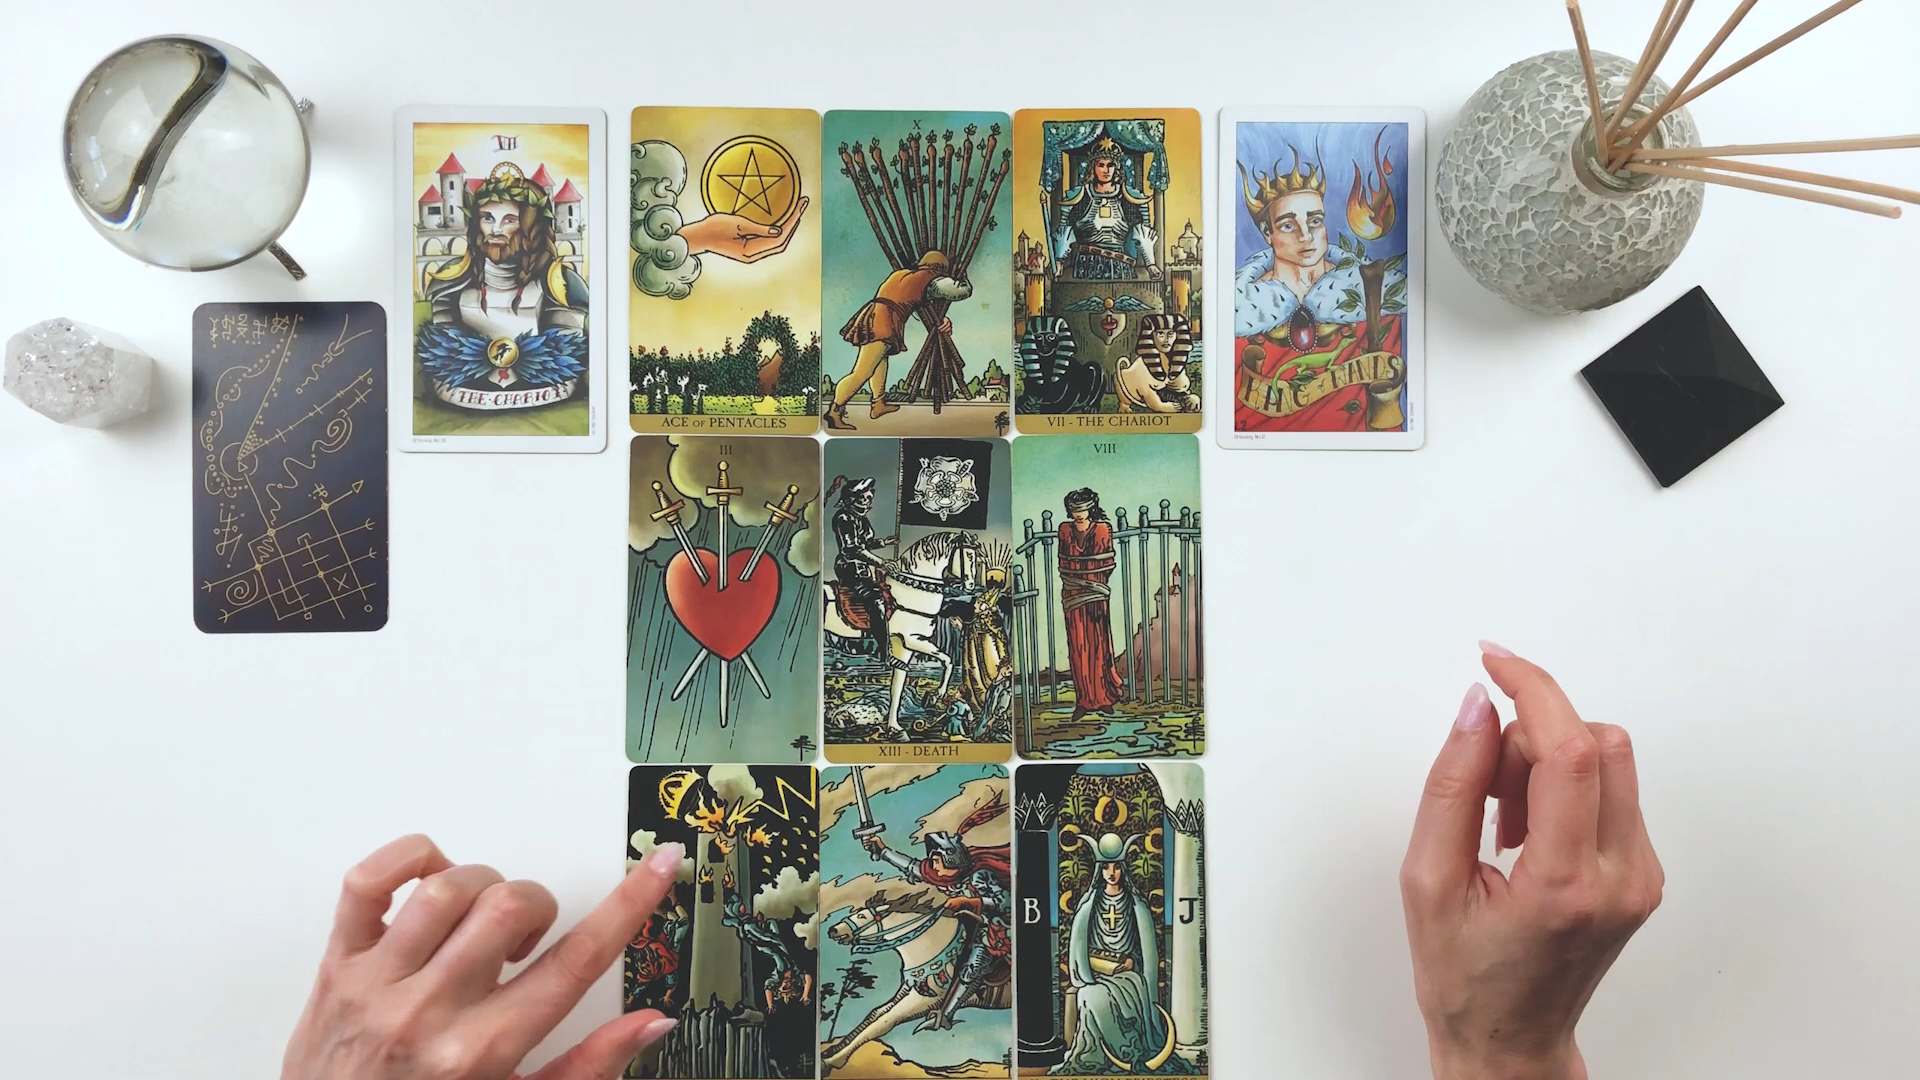 VII
THE·CHARIOT
ACE OF PENTACLES
X
VII - THE CHARIOT
KING of WANDS
III
XIII - DEATH
VIII
B
J